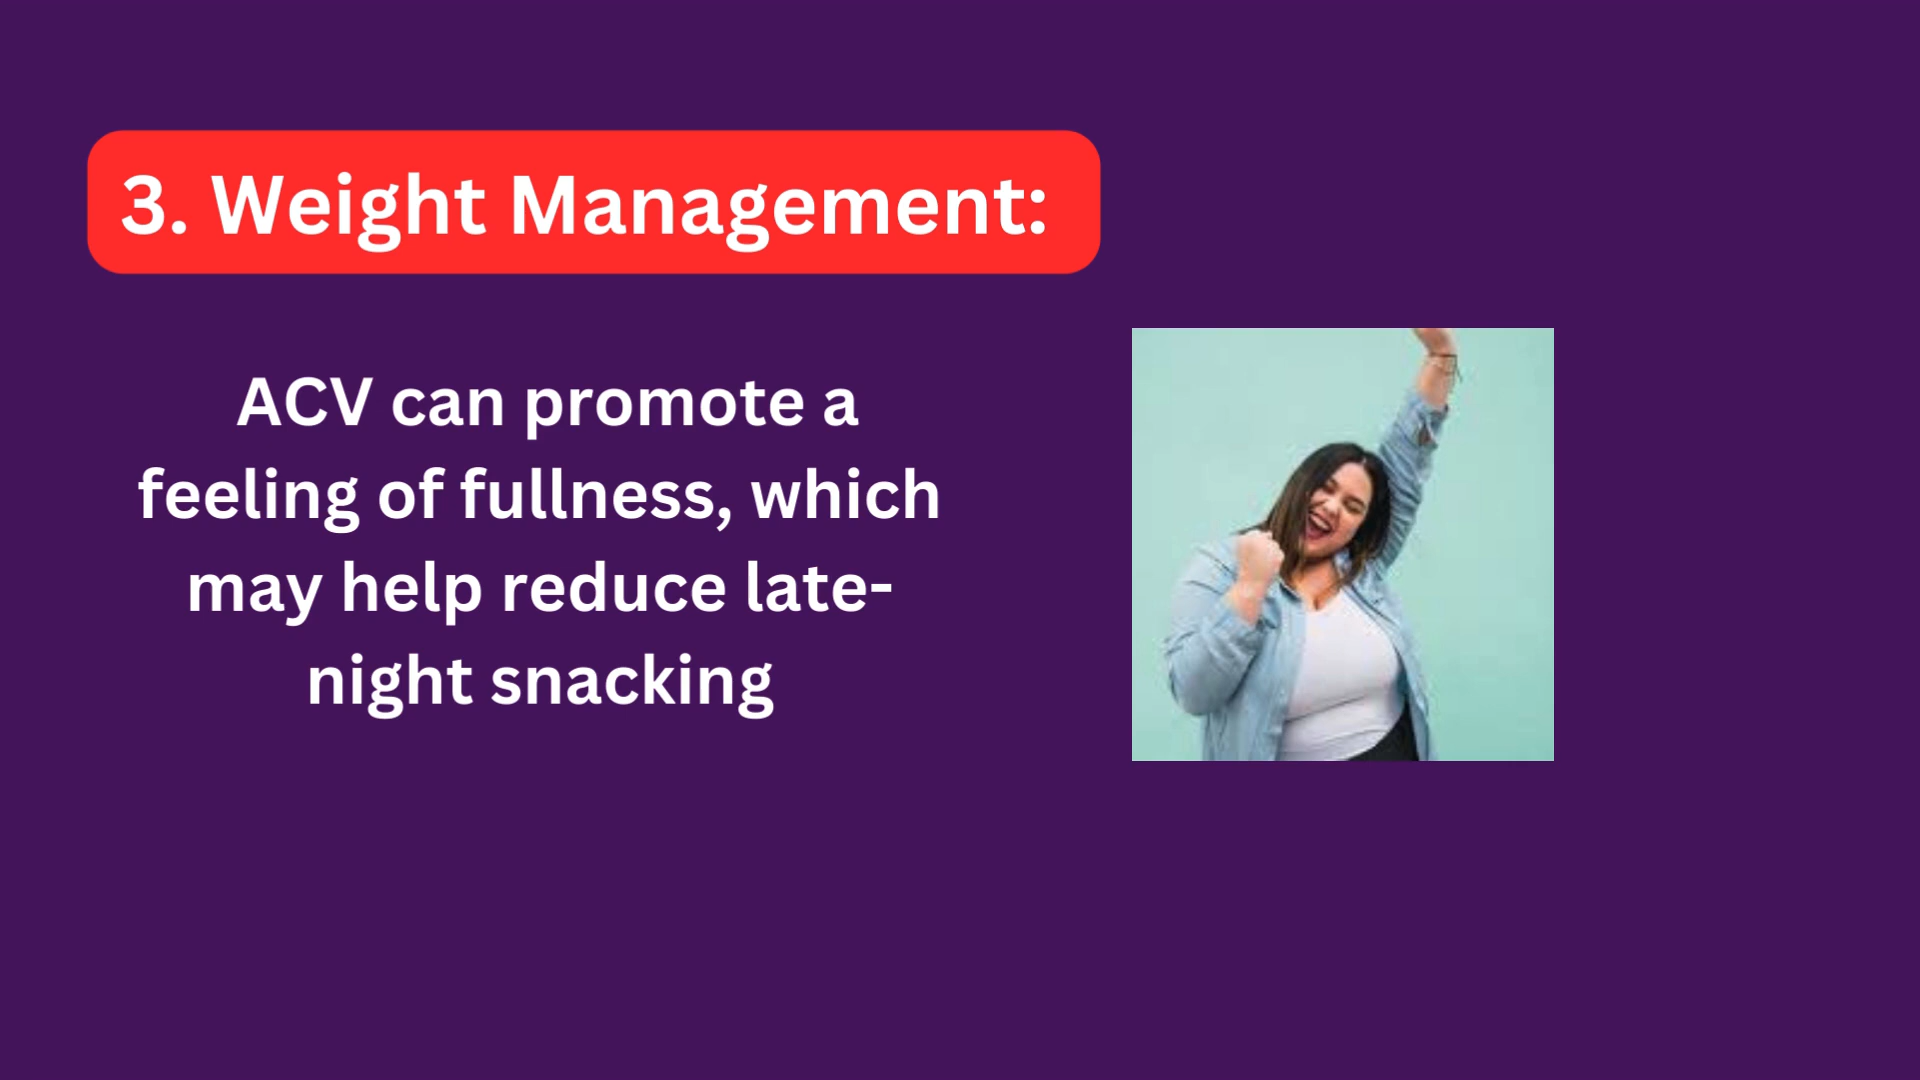 3. Weight Management:
ACV can promote a
feeling of fullness, which
may help reduce late-
night snacking